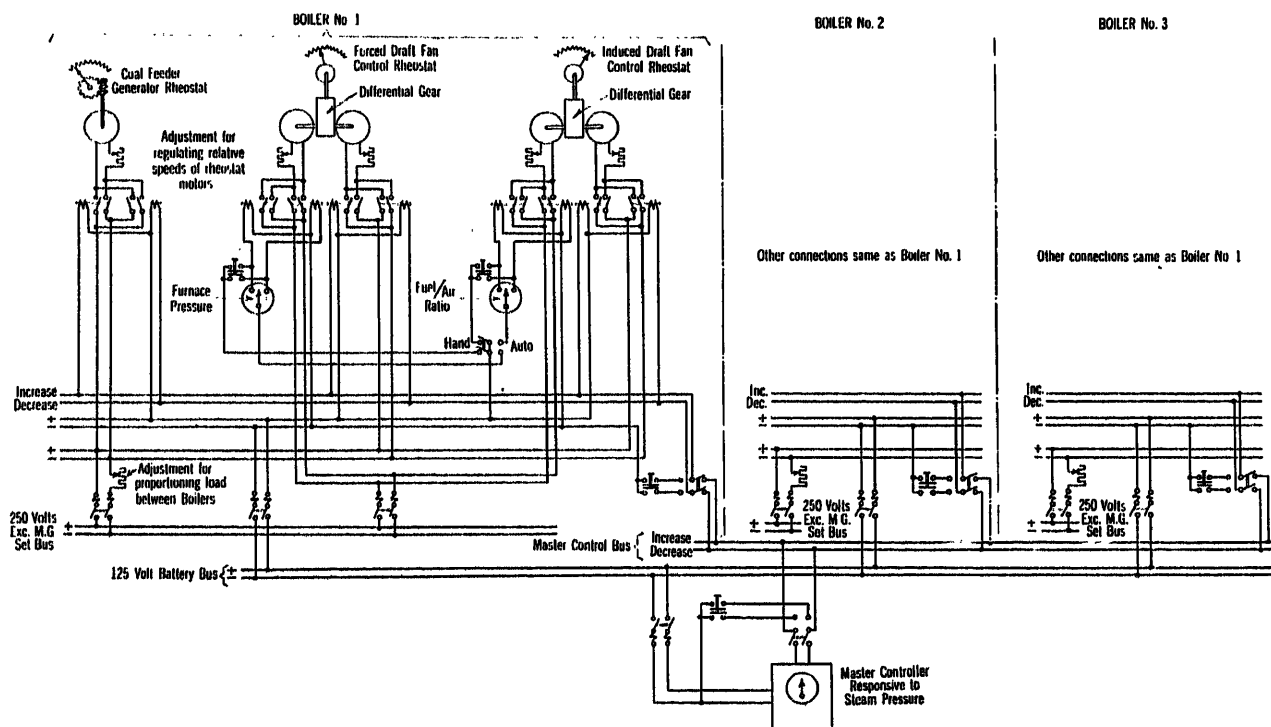 BOILER No 1
BOILER No. 2
BOILER No. 3
Coal Feeder
Generator Rheostat
Forced Draft Fan
Control Rheostat
Differential Gear
Induced Draft Fan
Control Rheostat
Differential Gear
Adjustment for
regulating relative
speeds of rheostat
motors
Other connections same as Boiler No. 1
Other connections same as Boiler No 1
Furnace
Pressure
Fuel/Air
Ratio
Hand
Auto
Increase
Decrease
+
−
+
−
Adjustment for
proportioning load
between Boilers
250 Volts
Exc. M.G.
Set Bus
+
−
Inc.
Dec.
+
−
+
−
250 Volts
Exc. M.G.
Set Bus
+
−
Inc.
Dec.
+
−
+
−
250 Volts
Exc. M.G.
Set Bus
+
−
Master Control Bus
Increase
Decrease
125 Volt Battery Bus
+
−
Master Controller
Responsive to
Steam Pressure